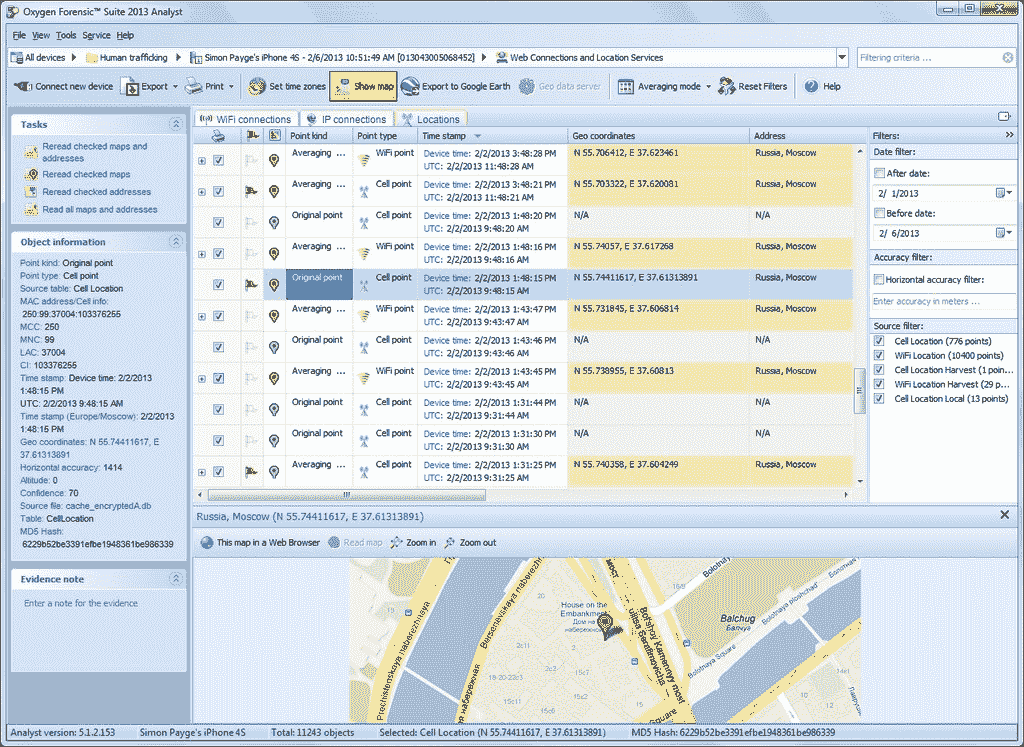 Oxygen Forensic™ Suite 2013 Analyst
File View Tools Service Help
All devices Human trafficking Simon Payge's iPhone 4S - 2/6/2013 10:51:49 AM [013043005068452] Web Connections and Location Services Filtering criteria ...
Connect new device Export Print Set time zones Show map Export to Google Earth Geo data server Averaging mode Reset Filters Help
Tasks
Reread checked maps and
addresses
Reread checked maps
Reread checked addresses
Read all maps and addresses
Object information
Point kind: Original point
Point type: Cell point
Source table: Cell Location
MAC address/Cell info:
250:99:37004:103376255
MCC: 250
MNC: 99
LAC: 37004
CI: 103376255
Time stamp: Device time: 2/2/2013
1:48:15 PM
UTC: 2/2/2013 9:48:15 AM
Time stamp (Europe/Moscow): 2/2/2013
1:48:15 PM
Geo coordinates: N 55.74411617, E
37.61313891
Horizontal accuracy: 1414
Altitude: 0
Confidence: 70
Source file: cache_encryptedA.db
Table: CellLocation
MD5 Hash:
6229b52be3391efbe1948361be986339
Evidence note
Enter a note for the evidence
WiFi connections IP connections Locations
Point kind Point type Time stamp Geo coordinates Address
Averaging ... WiFi point Device time: 2/2/2013 3:48:28 PM N 55.706412, E 37.623461 Russia, Moscow
UTC: 2/2/2013 11:48:28 AM
Averaging ... Cell point Device time: 2/2/2013 3:48:21 PM N 55.703322, E 37.620081 Russia, Moscow
UTC: 2/2/2013 11:48:21 AM
Original point Cell point Device time: 2/2/2013 1:48:20 PM N/A N/A
UTC: 2/2/2013 9:48:20 AM
Averaging ... WiFi point Device time: 2/2/2013 1:48:16 PM N 55.74057, E 37.617268 Russia, Moscow
UTC: 2/2/2013 9:48:16 AM
Original point Cell point Device time: 2/2/2013 1:48:15 PM N 55.74411617, E 37.61313891 Russia, Moscow
UTC: 2/2/2013 9:48:15 AM
Averaging ... WiFi point Device time: 2/2/2013 1:43:47 PM N 55.731845, E 37.606814 Russia, Moscow
UTC: 2/2/2013 9:43:47 AM
Original point Cell point Device time: 2/2/2013 1:43:46 PM N/A N/A
UTC: 2/2/2013 9:43:46 AM
Averaging ... WiFi point Device time: 2/2/2013 1:43:45 PM N 55.738955, E 37.60813 Russia, Moscow
UTC: 2/2/2013 9:43:45 AM
Original point Cell point Device time: 2/2/2013 1:31:44 PM N/A N/A
UTC: 2/2/2013 9:31:44 AM
Original point Cell point Device time: 2/2/2013 1:31:30 PM N/A N/A
UTC: 2/2/2013 9:31:30 AM
Averaging ... Cell point Device time: 2/2/2013 1:31:25 PM N 55.740358, E 37.604249 Russia, Moscow
UTC: 2/2/2013 9:31:25 AM
Filters:
Date filter:
After date:
2/ 1/2013
Before date:
2/ 6/2013
Accuracy filter:
Horizontal accuracy filter:
Enter accuracy in meters ...
Source filter:
Cell Location (776 points)
WiFi Location (10400 points)
Cell Location Harvest (1 poin...
WiFi Location Harvest (29 p...
Cell Location Local (13 points)
Russia, Moscow (N 55.74411617, E 37.61313891)
This map in a Web Browser Read map Zoom in Zoom out
House on the
Embankment
Дом на
набережной
Prechistenskaya naberezhnaya
Bersenevskaya naberezhnaya
Bol'shoy Kamennyy most
ulitsa Serafimovicha
Balchug
Балчуг
Bolotnaya ploshchad'
Bolotnaya Square
16/9
2с11
2с2
2с7
18-20-22с3
15с11
15с6
14с1
12с1
Square
Analyst version: 5.1.2.153 Simon Payge's iPhone 4S Total: 11243 objects Selected: Cell Location (N 55.74411617, E 37.61313891) MD5 Hash: 6229b52be3391efbe1948361be986339